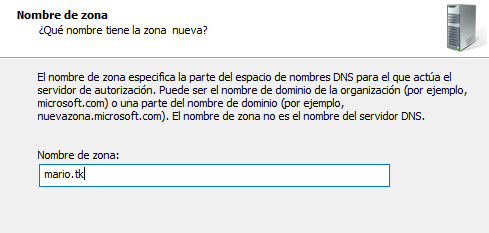 Nombre de zona
¿Qué nombre tiene la zona nueva?
El nombre de zona especifica la parte del espacio de nombres DNS para el que actúa el
servidor de autorización. Puede ser el nombre de dominio de la organización (por ejemplo,
microsoft.com) o una parte del nombre de dominio (por ejemplo,
nuevazona.microsoft.com). El nombre de zona no es el nombre del servidor DNS.
Nombre de zona:
mario.tk